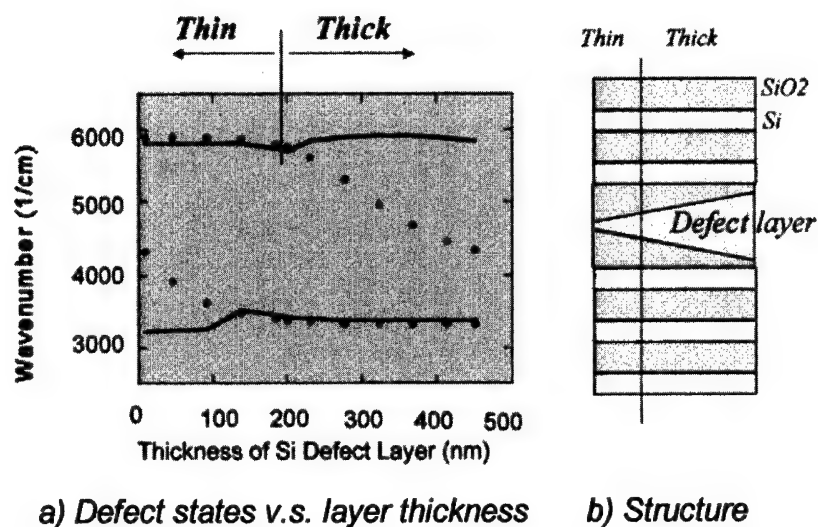 Thin
Thick
Wavenumber (1/cm)
6000
5000
4000
3000
0
100
200
300
400
500
Thickness of Si Defect Layer (nm)
a) Defect states v.s. layer thickness
Thin
Thick
SiO2
Si
Defect layer
b) Structure